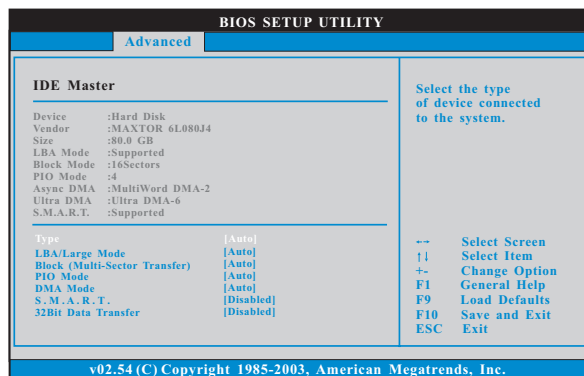 BIOS SETUP UTILITY
Advanced
IDE Master
Device :Hard Disk
Vendor :MAXTOR 6L080J4
Size :80.0 GB
LBA Mode :Supported
Block Mode :16Sectors
PIO Mode :4
Async DMA :MultiWord DMA-2
Ultra DMA :Ultra DMA-6
S.M.A.R.T. :Supported
Type [Auto]
LBA/Large Mode [Auto]
Block (Multi-Sector Transfer) [Auto]
PIO Mode [Auto]
DMA Mode [Auto]
S.M.A.R.T. [Disabled]
32Bit Data Transfer [Disabled]
Select the type
of device connected
to the system.
←→ Select Screen
↑↓ Select Item
+- Change Option
F1 General Help
F9 Load Defaults
F10 Save and Exit
ESC Exit
v02.54 (C) Copyright 1985-2003, American Megatrends, Inc.